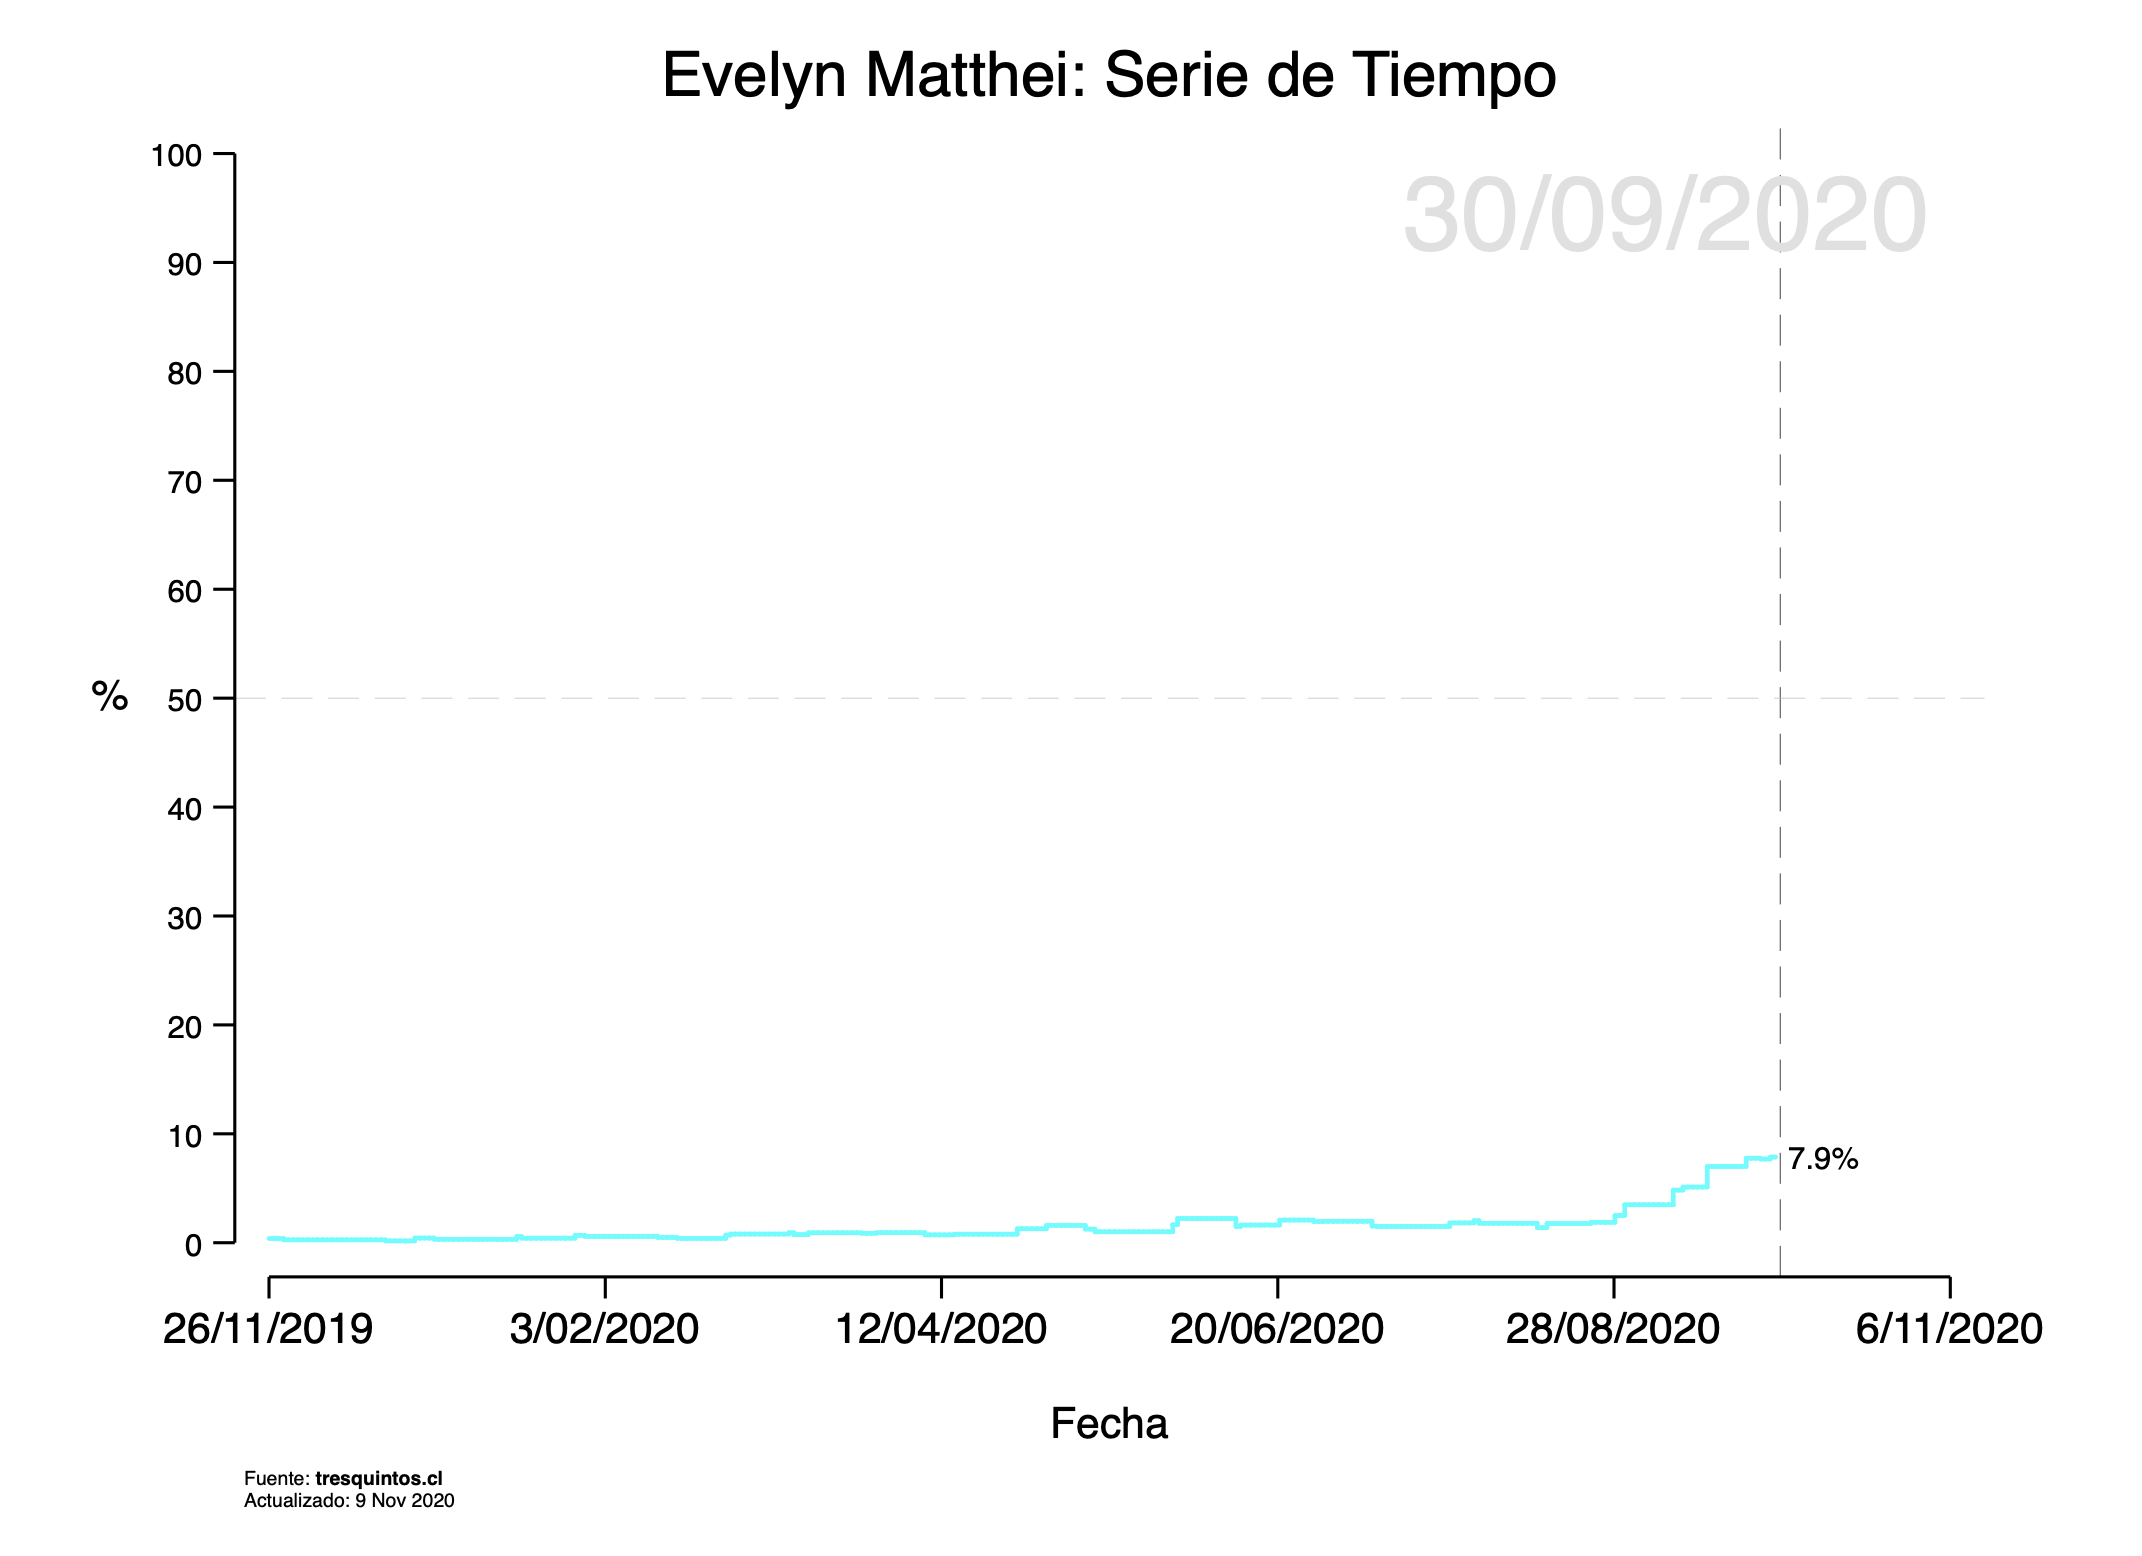 Evelyn Matthei: Serie de Tiempo
30/09/2020
100
90
80
70
60
%
50
40
30
20
10
0
7.9%
26/11/2019 3/02/2020 12/04/2020 20/06/2020 28/08/2020 6/11/2020
Fecha
Fuente: tresquintos.cl
Actualizado: 9 Nov 2020